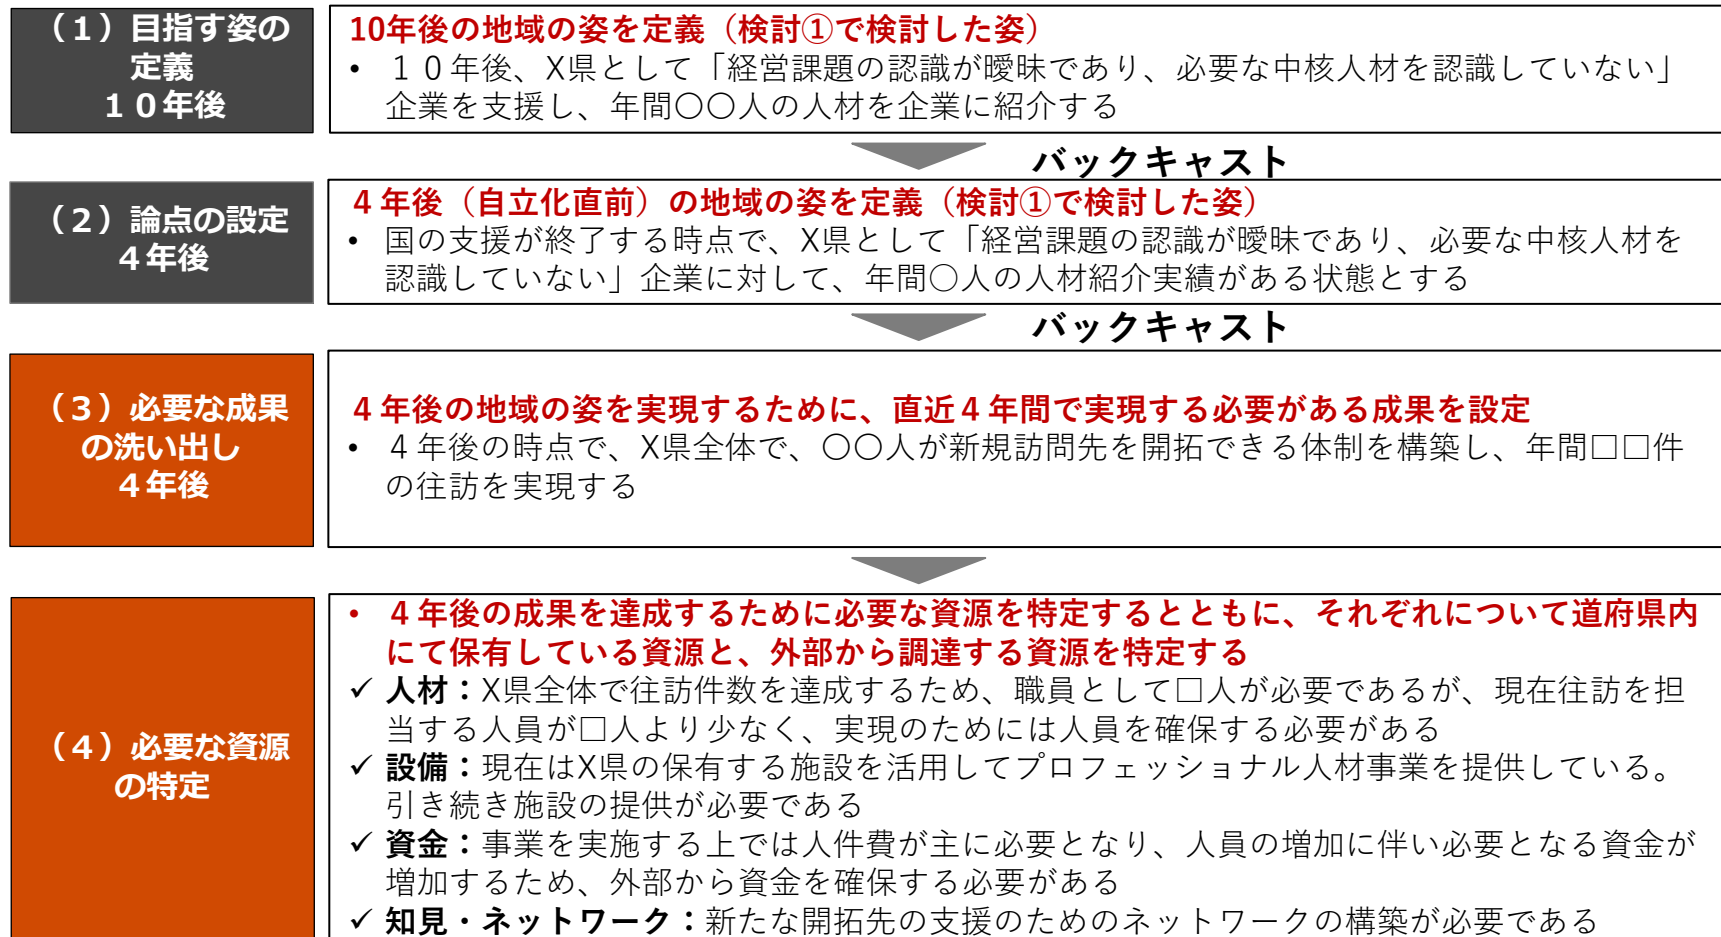 （１）目指す姿の
定義
１０年後
10年後の地域の姿を定義（検討①で検討した姿）
• １０年後、X県として「経営課題の認識が曖昧であり、必要な中核人材を認識していない」
企業を支援し、年間〇〇人の人材を企業に紹介する
バックキャスト
（２）論点の設定
４年後
４年後（自立化直前）の地域の姿を定義（検討①で検討した姿）
• 国の支援が終了する時点で、X県として「経営課題の認識が曖昧であり、必要な中核人材を
認識していない」企業に対して、年間〇人の人材紹介実績がある状態とする
バックキャスト
（３）必要な成果
の洗い出し
４年後
４年後の地域の姿を実現するために、直近４年間で実現する必要がある成果を設定
• ４年後の時点で、X県全体で、〇〇人が新規訪問先を開拓できる体制を構築し、年間□□件
の往訪を実現する
（４）必要な資源
の特定
• ４年後の成果を達成するために必要な資源を特定するとともに、それぞれについて道府県内
にて保有している資源と、外部から調達する資源を特定する
✓ 人材：X県全体で往訪件数を達成するため、職員として□人が必要であるが、現在往訪を担
当する人員が□人より少なく、実現のためには人員を確保する必要がある
✓ 設備：現在はX県の保有する施設を活用してプロフェッショナル人材事業を提供している。
引き続き施設の提供が必要である
✓ 資金：事業を実施する上では人件費が主に必要となり、人員の増加に伴い必要となる資金が
増加するため、外部から資金を確保する必要がある
✓ 知見・ネットワーク：新たな開拓先の支援のためのネットワークの構築が必要である